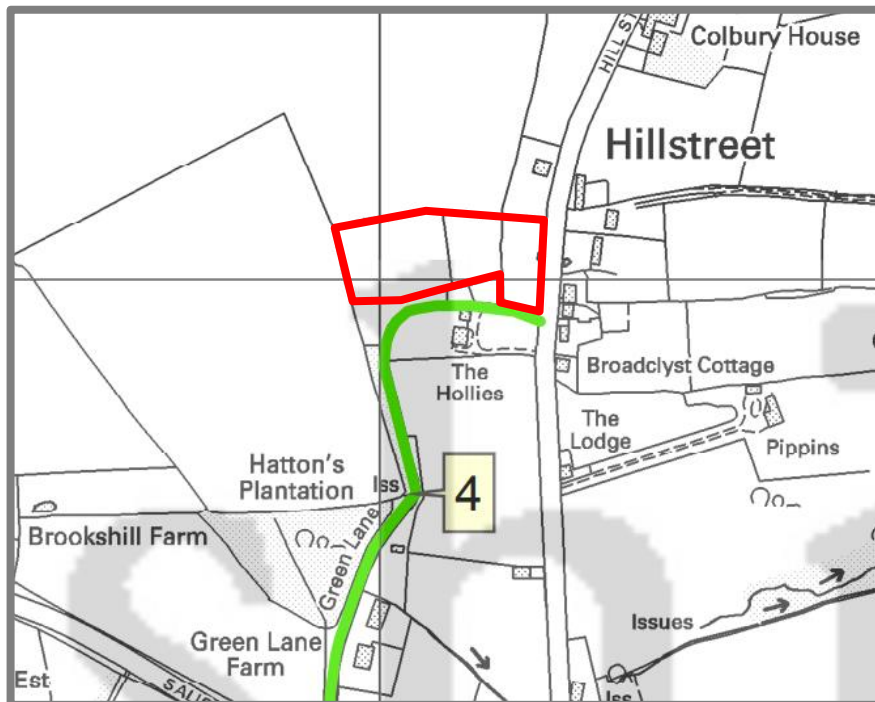 HILL ST
Colbury House
Hillstreet
Broadclyst Cottage
The
Hollies
The
Lodge
Pippins
Hatton's
Plantation
Iss
4
Brookshill Farm
Green Lane
Green Lane
Farm
Issues
Est
SALIS
Iss